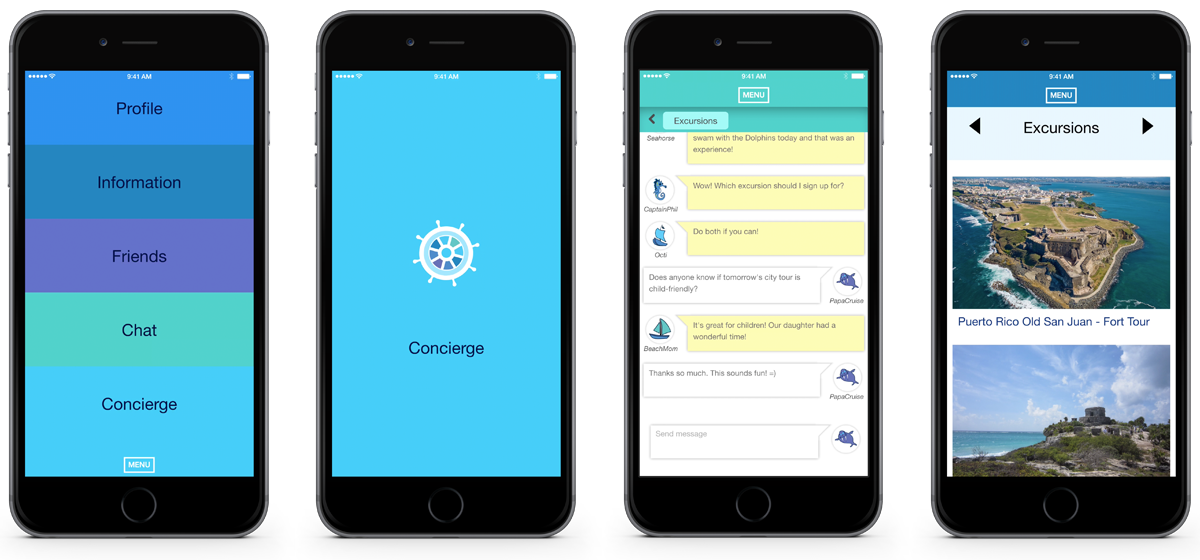 9:41 AM
Profile
Information
Friends
Chat
Concierge
MENU
9:41 AM
Concierge
9:41 AM
MENU
Excursions
Seahorse
swam with the Dolphins today and that was an
experience!
Wow! Which excursion should I sign up for?
CaptainPhil
Do both if you can!
Octi
Does anyone know if tomorrow's city tour is
child-friendly?
PapaCruise
It's great for children! Our daughter had a
wonderful time!
BeachMom
Thanks so much. This sounds fun! =)
PapaCruise
Send message
9:41 AM
MENU
Excursions
Puerto Rico Old San Juan - Fort Tour